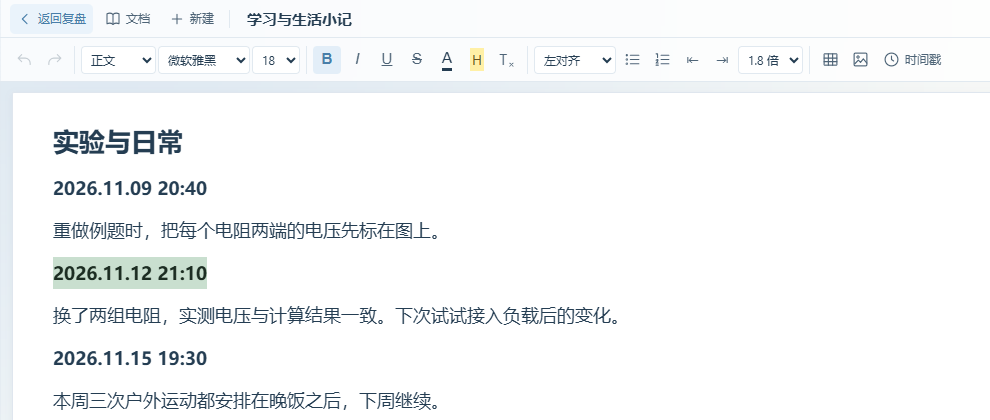 返回复盘 文档 新建 学习与生活小记
正文 微软雅黑 18 B I U S A H Tx 左对齐 1.8 倍 时间戳
实验与日常
2026.11.09 20:40
重做例题时，把每个电阻两端的电压先标在图上。
2026.11.12 21:10
换了两组电阻，实测电压与计算结果一致。下次试试接入负载后的变化。
2026.11.15 19:30
本周三次户外运动都安排在晚饭之后，下周继续。